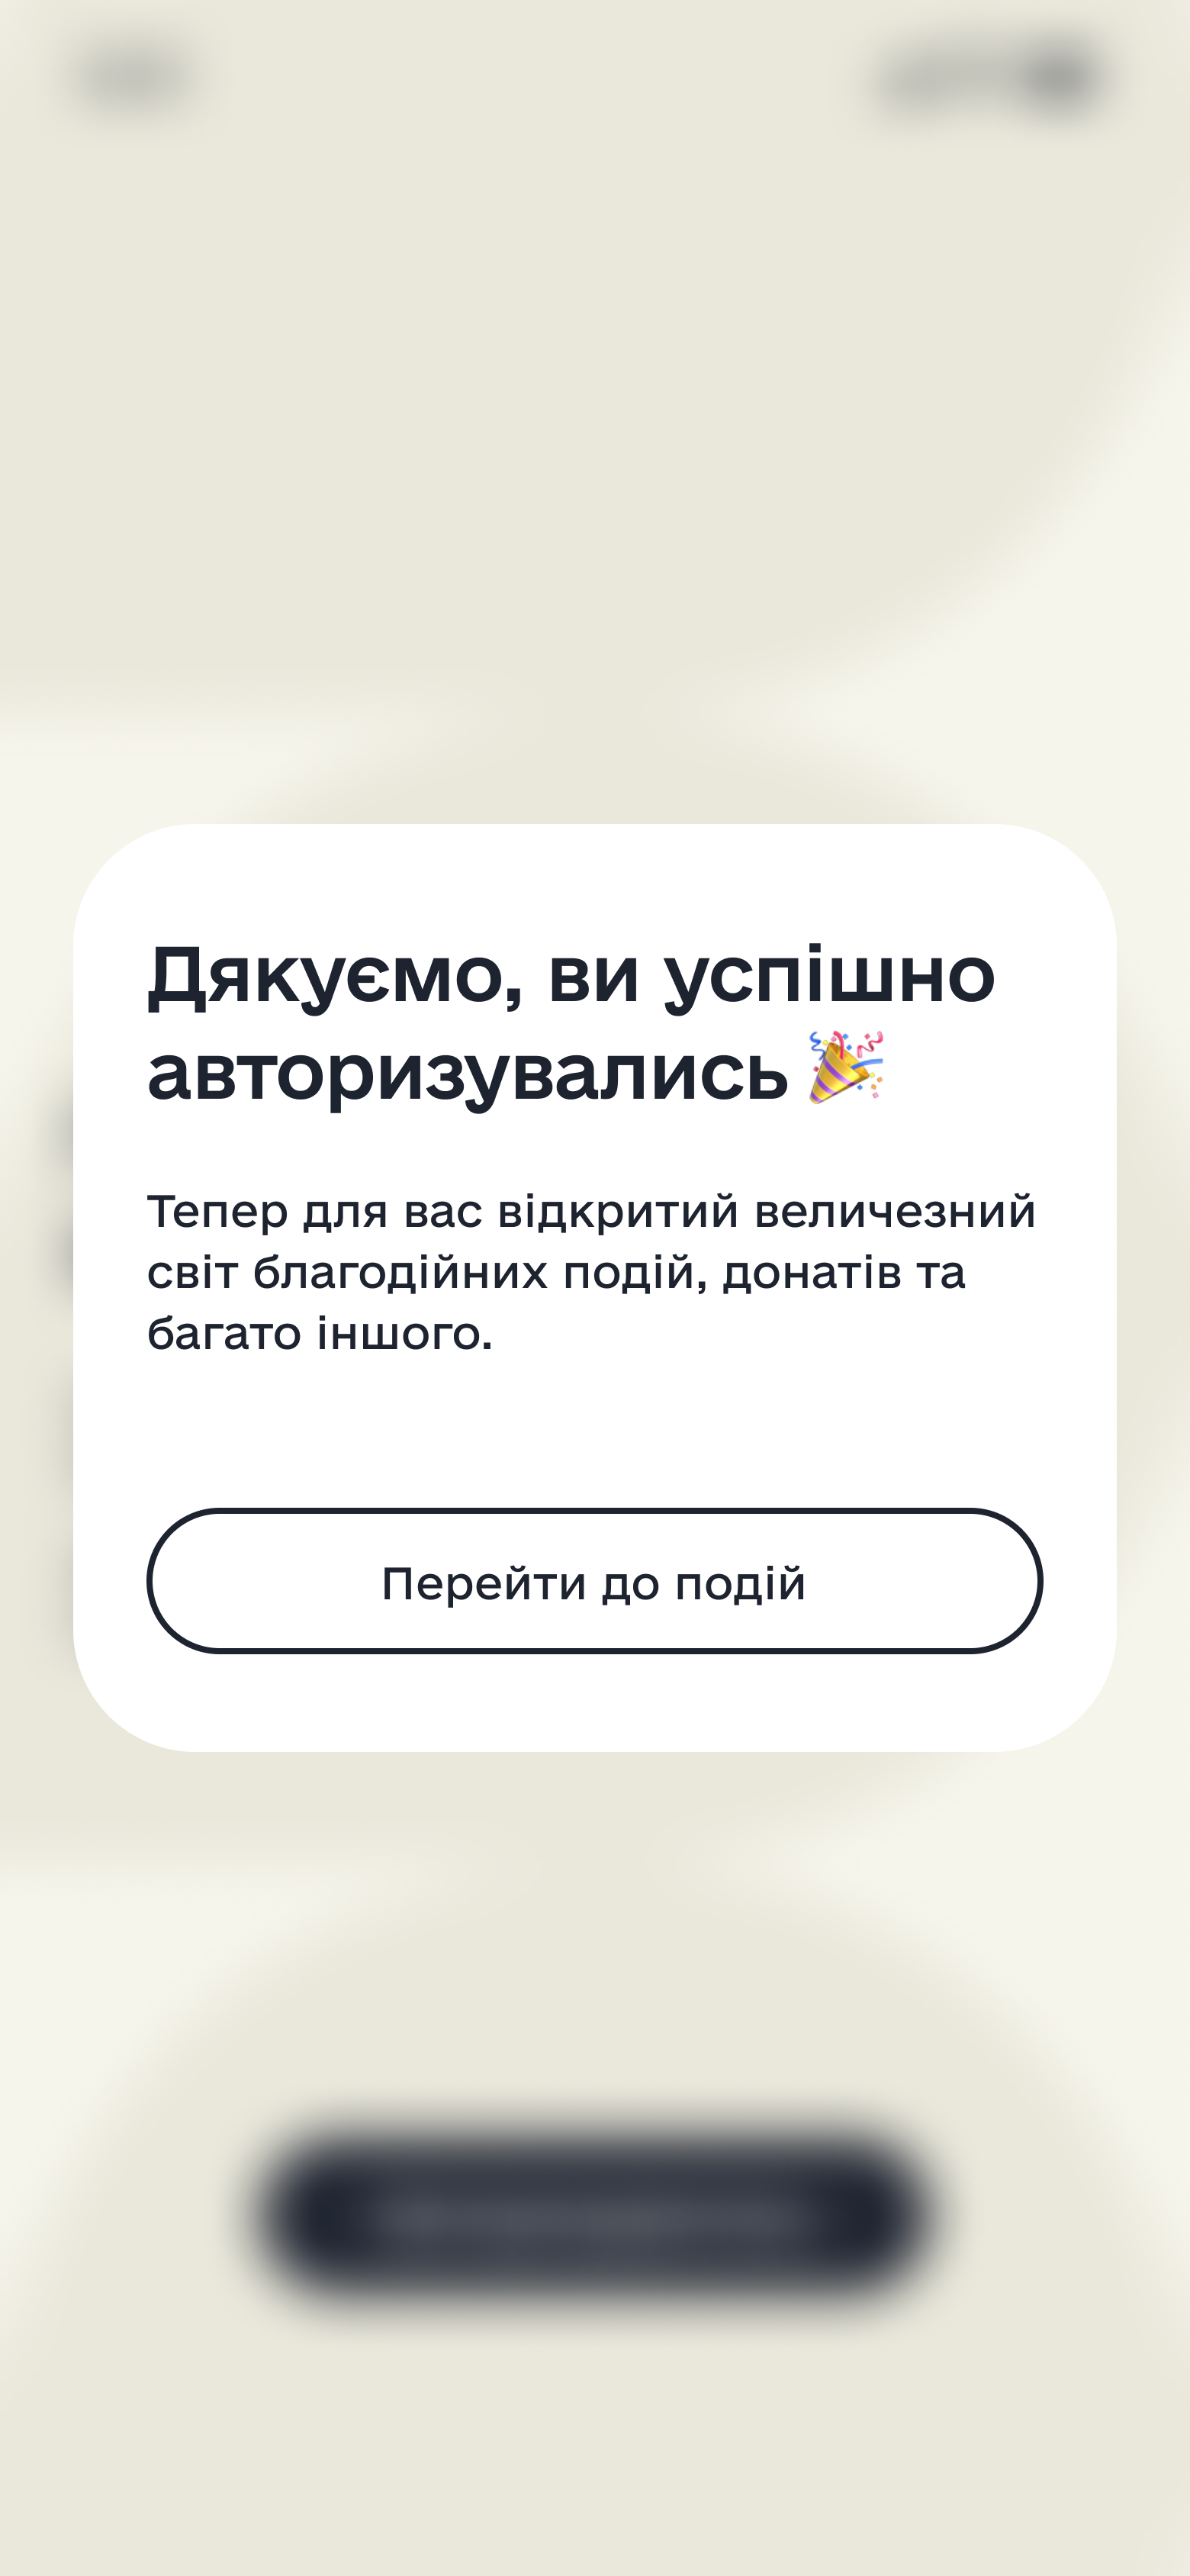 Дякуємо, ви успішно
авторизувались 🎉
Тепер для вас відкритий величезний
світ благодійних подій, донатів та
багато іншого.
Перейти до подій